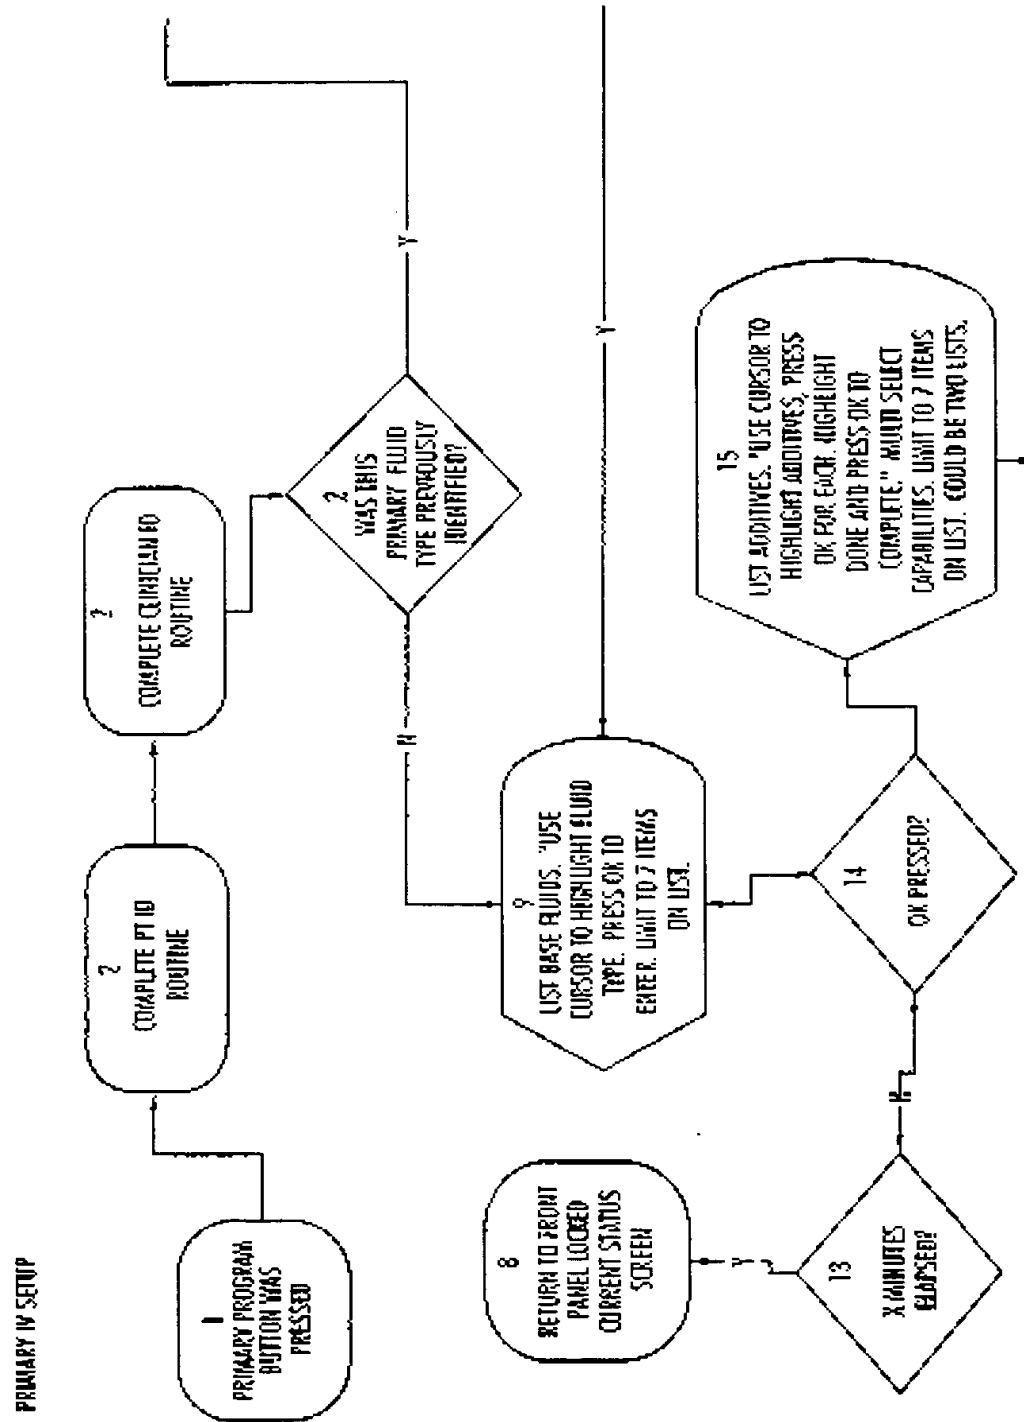 PRIMARY IV SETUP
1
PRIMARY PROGRAM
BUTTON WAS
PRESSED
2
COMPLETE PT ID
ROUTINE
?
COMPLETE CLINICIAN ID
ROUTINE
?
WAS THIS
PRIMARY FLUID
TYPE PREVIOUSLY
IDENTIFIED?
Y
N
9
LIST BASE FLUIDS. "USE
CURSOR TO HIGHLIGHT FLUID
TYPE. PRESS OK TO
ENTER. LIMIT TO 7 ITEMS
ON LIST.
Y
8
RETURN TO FRONT
PANEL LOCKED
CURRENT STATUS
SCREEN
Y
13
X MINUTES
ELAPSED?
N
14
OK PRESSED?
15
LIST ADDITIVES. "USE CURSOR TO
HIGHLIGHT ADDITIVES, PRESS
OK FOR EACH. HIGHLIGHT
DONE AND PRESS OK TO
COMPLETE." MULTI SELECT
CAPABILITIES. LIMIT TO 7 ITEMS
ON LIST. COULD BE TWO LISTS.